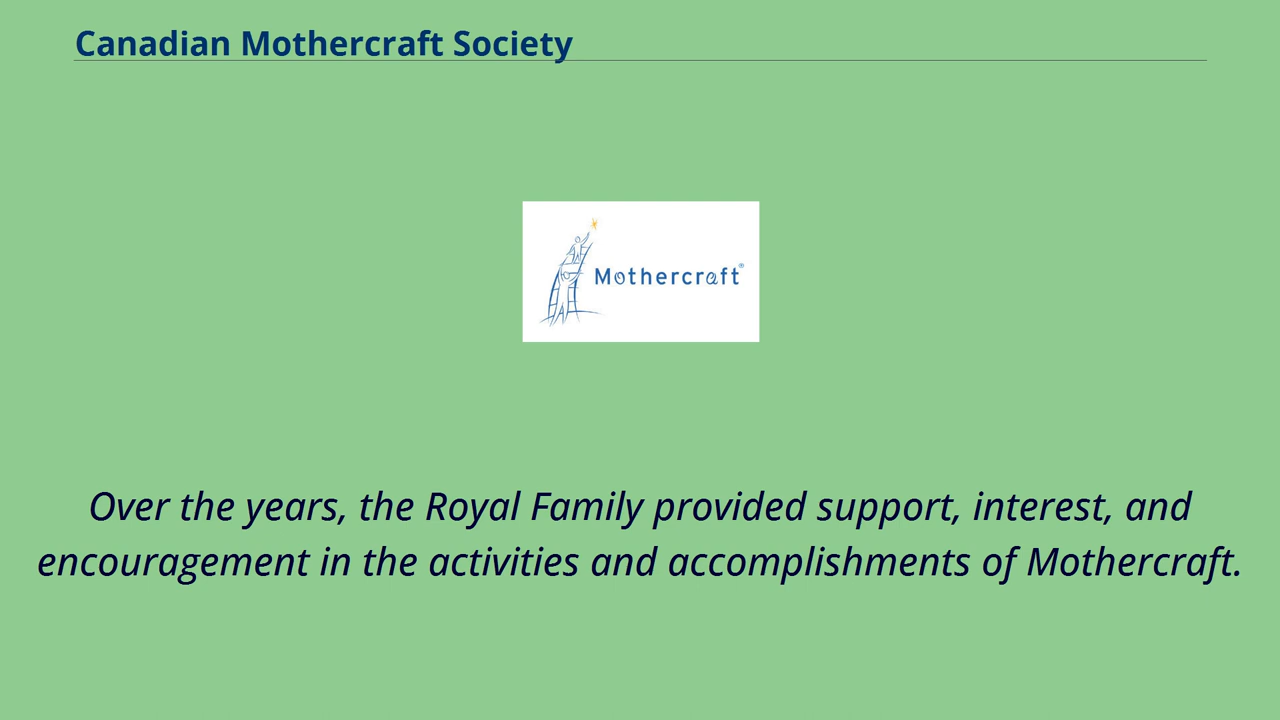 Canadian Mothercraft Society
Mothercraft®
Over the years, the Royal Family provided support, interest, and
encouragement in the activities and accomplishments of Mothercraft.